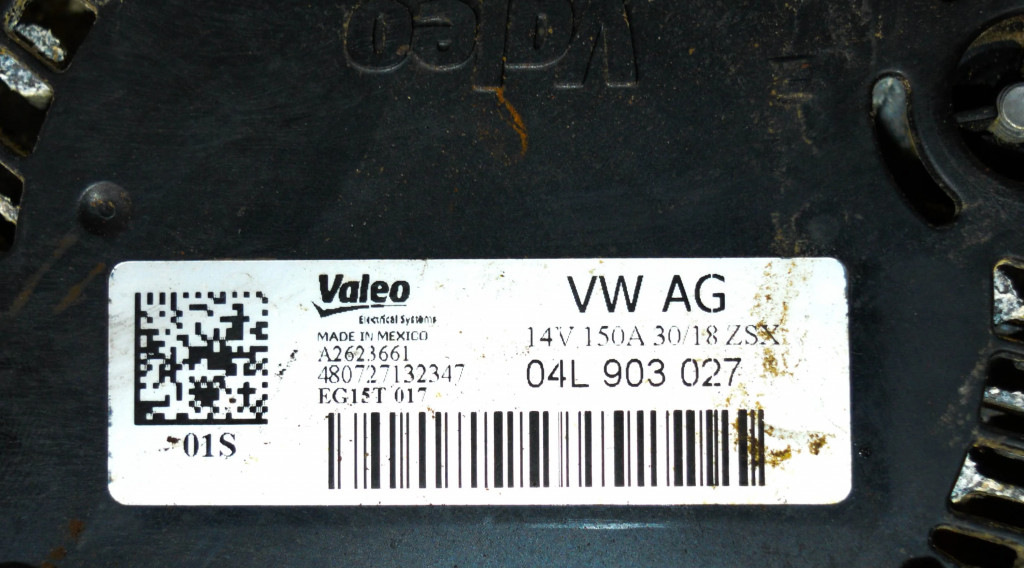 Valeo
Valeo
Electrical Systems
MADE IN MEXICO
A2623661
480727132347
EG15T 017
01S
VW AG
14V 150A 30/18 ZSX
04L 903 027